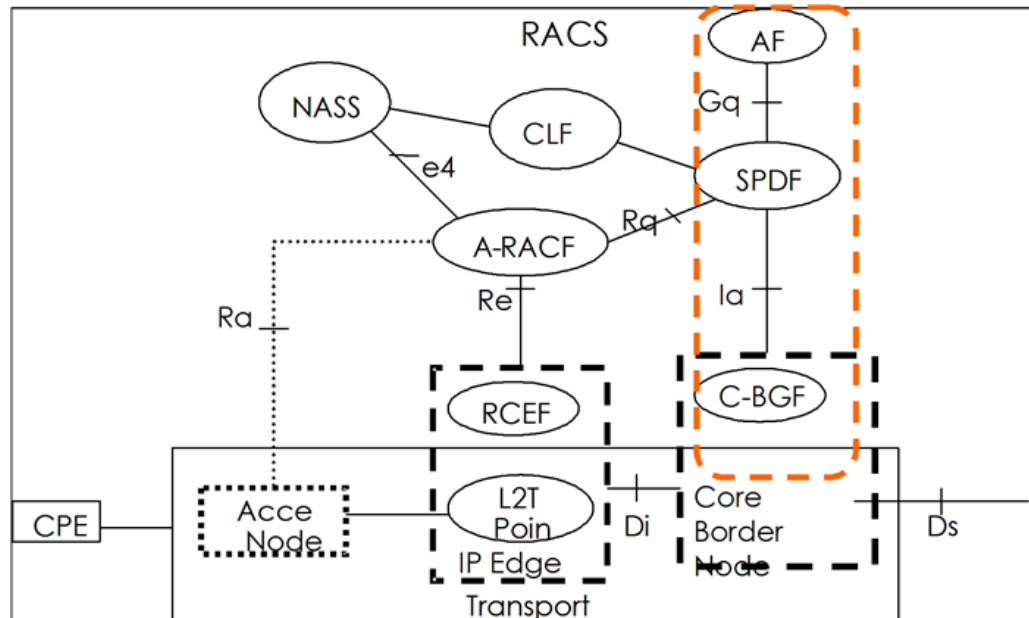 RACS
AF
NASS
Gq
CLF
e4
SPDF
Rq
A-RACF
Re
Ia
Ra
RCEF
C-BGF
CPE
Acce
Node
L2T
Poin
IP Edge
Di
Core
Border
Node
Ds
Transport